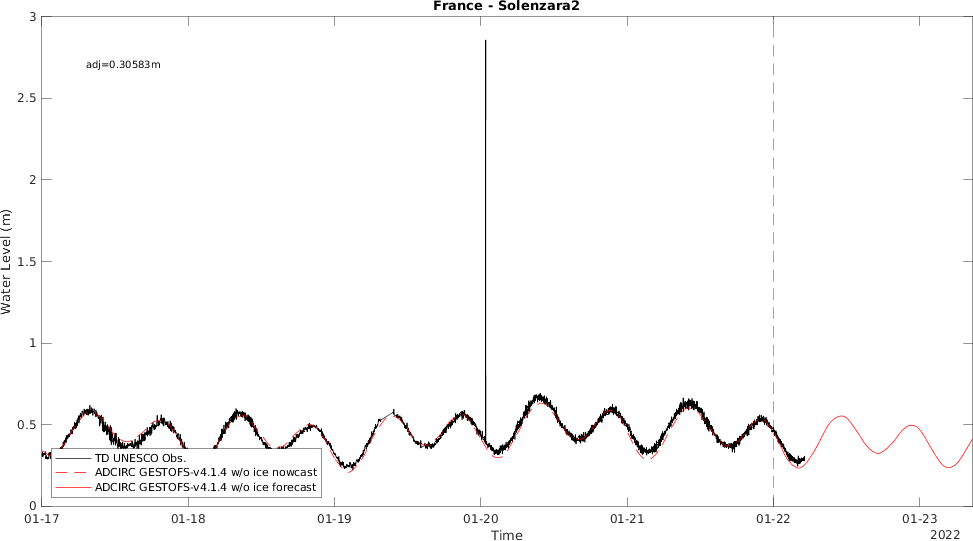 France - Solenzara2
adj=0.30583m
Water Level (m)
3
2.5
2
1.5
1
0.5
0
TD UNESCO Obs.
ADCIRC GESTOFS-v4.1.4 w/o ice nowcast
ADCIRC GESTOFS-v4.1.4 w/o ice forecast
01-17 01-18 01-19 01-20 01-21 01-22 01-23
Time
2022